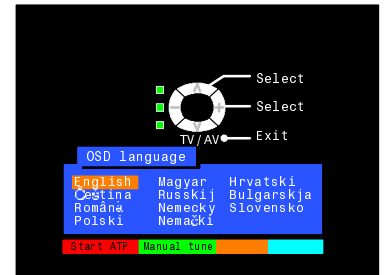 Select
Select
TV/AV Exit
OSD language
English Magyar Hrvatski
Čeština Russkij Bulgarskja
Română Nemecky Slovensko
Polski Nemački
Start ATP Manual tune